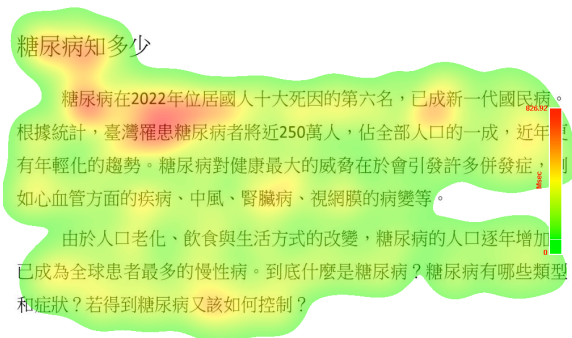 糖尿病知多少
糖尿病在2022年位居國人十大死因的第六名，已成新一代國民病。
826.92
根據統計，臺灣罹患糖尿病者將近250萬人，佔全部人口的一成，近年更
有年輕化的趨勢。糖尿病對健康最大的威脅在於會引發許多併發症，例
Msec
如心血管方面的疾病、中風、腎臟病、視網膜的病變等。
由於人口老化、飲食與生活方式的改變，糖尿病的人口逐年增加
0
已成為全球患者最多的慢性病。到底什麼是糖尿病？糖尿病有哪些類型
和症狀？若得到糖尿病又該如何控制？